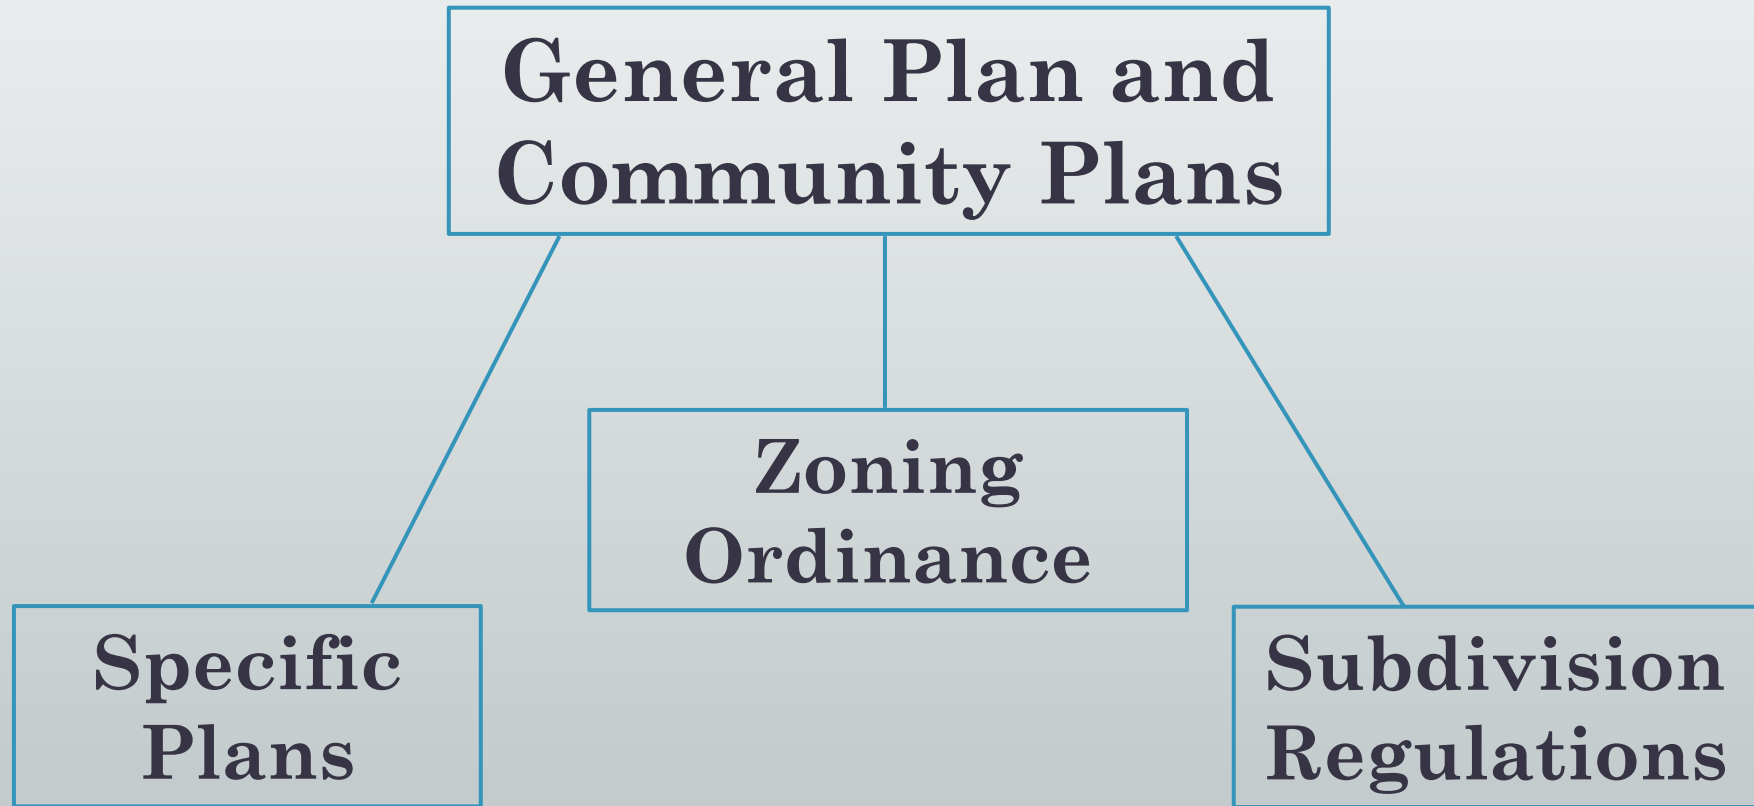 General Plan and
Community Plans
Zoning
Ordinance
Specific
Plans
Subdivision
Regulations